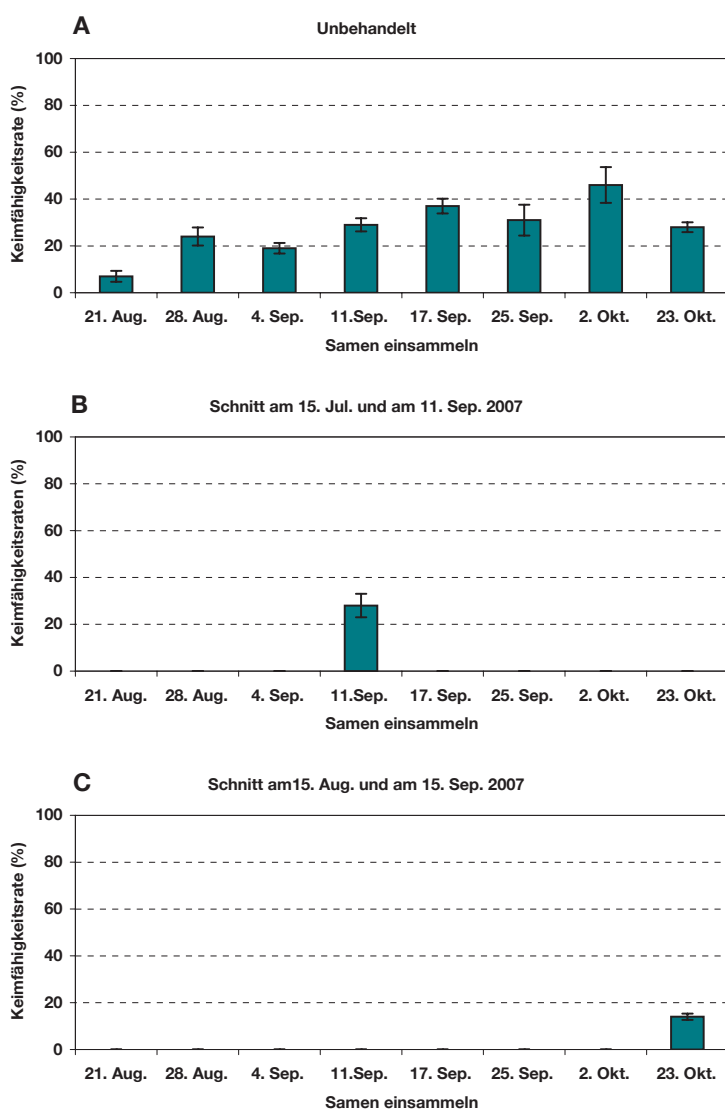 A
Unbehandelt
Keimfähigkeitsrate (%)
100
80
60
40
20
0
21. Aug. 28. Aug. 4. Sep. 11.Sep. 17. Sep. 25. Sep. 2. Okt. 23. Okt.
Samen einsammeln
B
Schnitt am 15. Jul. und am 11. Sep. 2007
Keimfähigkeitsraten (%)
100
80
60
40
20
0
21. Aug. 28. Aug. 4. Sep. 11.Sep. 17. Sep. 25. Sep. 2. Okt. 23. Okt.
Samen einsammeln
C
Schnitt am15. Aug. und am 15. Sep. 2007
Keimfähigkeitsrate (%)
100
80
60
40
20
0
21. Aug. 28. Aug. 4. Sep. 11.Sep. 17. Sep. 25. Sep. 2. Okt. 23. Okt.
Samen einsammeln